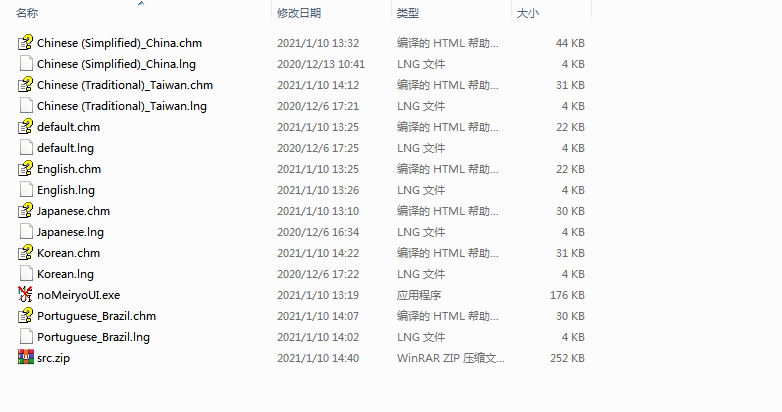 名称 修改日期 类型 大小
Chinese (Simplified)_China.chm 2021/1/10 13:32 编译的 HTML 帮助... 44 KB
Chinese (Simplified)_China.lng 2020/12/13 10:41 LNG 文件 4 KB
Chinese (Traditional)_Taiwan.chm 2021/1/10 14:12 编译的 HTML 帮助... 31 KB
Chinese (Traditional)_Taiwan.lng 2020/12/6 17:21 LNG 文件 4 KB
default.chm 2021/1/10 13:25 编译的 HTML 帮助... 22 KB
default.lng 2020/12/6 17:25 LNG 文件 4 KB
English.chm 2021/1/10 13:25 编译的 HTML 帮助... 22 KB
English.lng 2021/1/10 13:26 LNG 文件 4 KB
Japanese.chm 2021/1/10 13:10 编译的 HTML 帮助... 30 KB
Japanese.lng 2020/12/6 16:34 LNG 文件 4 KB
Korean.chm 2021/1/10 14:22 编译的 HTML 帮助... 31 KB
Korean.lng 2020/12/6 17:22 LNG 文件 4 KB
noMeiryoUI.exe 2021/1/10 13:19 应用程序 176 KB
Portuguese_Brazil.chm 2021/1/10 14:07 编译的 HTML 帮助... 30 KB
Portuguese_Brazil.lng 2021/1/10 14:02 LNG 文件 4 KB
src.zip 2021/1/10 14:40 WinRAR ZIP 压缩文... 252 KB